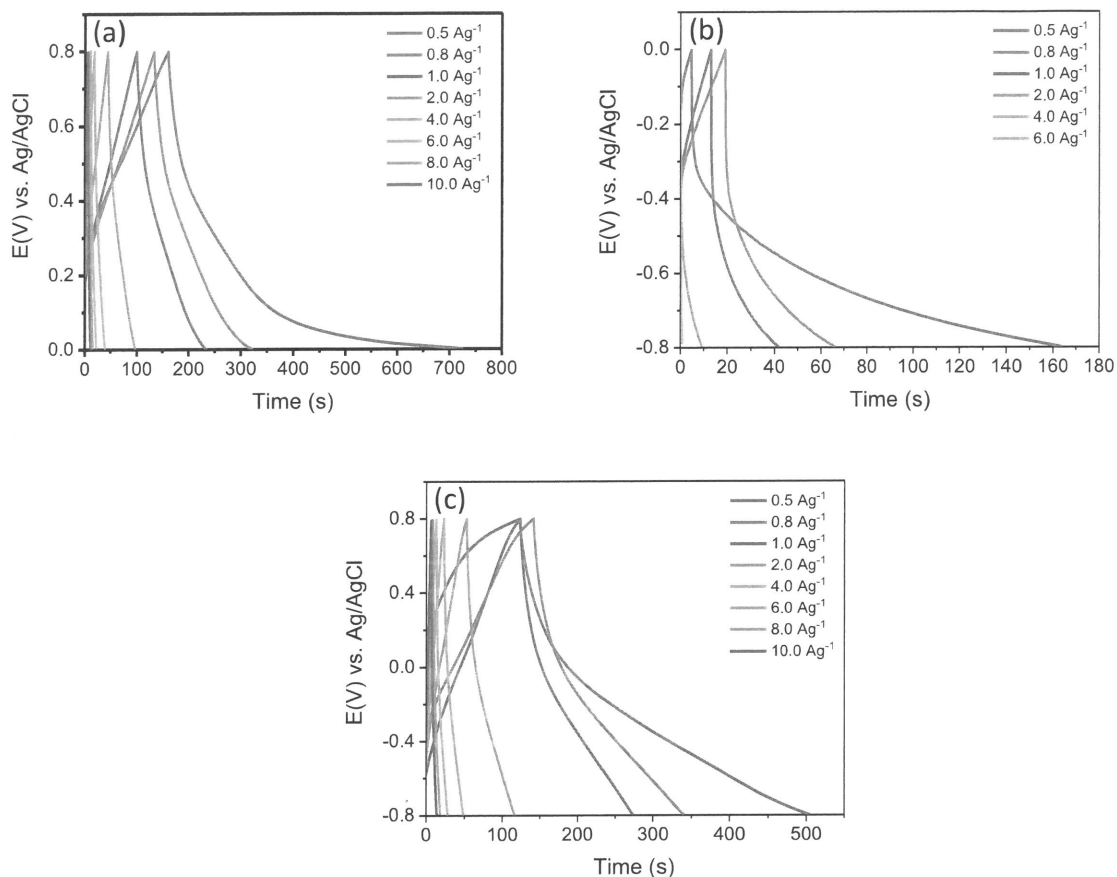 (a)
0.5 Ag⁻¹
0.8 Ag⁻¹
1.0 Ag⁻¹
2.0 Ag⁻¹
4.0 Ag⁻¹
6.0 Ag⁻¹
8.0 Ag⁻¹
10.0 Ag⁻¹
0.8
0.6
0.4
0.2
0.0
E(V) vs. Ag/AgCl
0 100 200 300 400 500 600 700 800
Time (s)
(b)
0.5 Ag⁻¹
0.8 Ag⁻¹
1.0 Ag⁻¹
2.0 Ag⁻¹
4.0 Ag⁻¹
6.0 Ag⁻¹
0.0
-0.2
-0.4
-0.6
-0.8
E(V) vs. Ag/AgCl
0 20 40 60 80 100 120 140 160 180
Time (s)
(c)
0.5 Ag⁻¹
0.8 Ag⁻¹
1.0 Ag⁻¹
2.0 Ag⁻¹
4.0 Ag⁻¹
6.0 Ag⁻¹
8.0 Ag⁻¹
10.0 Ag⁻¹
0.8
0.4
0.0
-0.4
-0.8
E(V) vs. Ag/AgCl
0 100 200 300 400 500
Time (s)